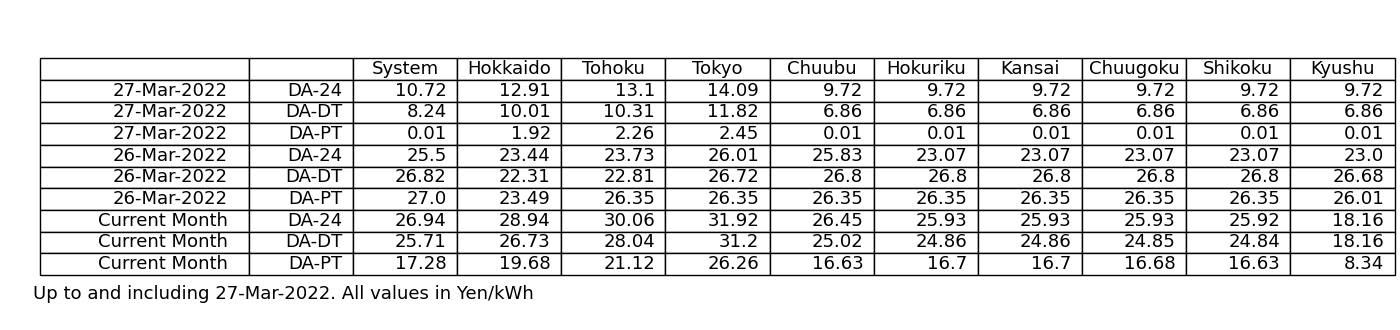 System Hokkaido Tohoku Tokyo Chuubu Hokuriku Kansai Chuugoku Shikoku Kyushu
27-Mar-2022 DA-24 10.72 12.91 13.1 14.09 9.72 9.72 9.72 9.72 9.72 9.72
27-Mar-2022 DA-DT 8.24 10.01 10.31 11.82 6.86 6.86 6.86 6.86 6.86 6.86
27-Mar-2022 DA-PT 0.01 1.92 2.26 2.45 0.01 0.01 0.01 0.01 0.01 0.01
26-Mar-2022 DA-24 25.5 23.44 23.73 26.01 25.83 23.07 23.07 23.07 23.07 23.0
26-Mar-2022 DA-DT 26.82 22.31 22.81 26.72 26.8 26.8 26.8 26.8 26.8 26.68
26-Mar-2022 DA-PT 27.0 23.49 26.35 26.35 26.35 26.35 26.35 26.35 26.35 26.01
Current Month DA-24 26.94 28.94 30.06 31.92 26.45 25.93 25.93 25.93 25.92 18.16
Current Month DA-DT 25.71 26.73 28.04 31.2 25.02 24.86 24.86 24.85 24.84 18.16
Current Month DA-PT 17.28 19.68 21.12 26.26 16.63 16.7 16.7 16.68 16.63 8.34
Up to and including 27-Mar-2022. All values in Yen/kWh